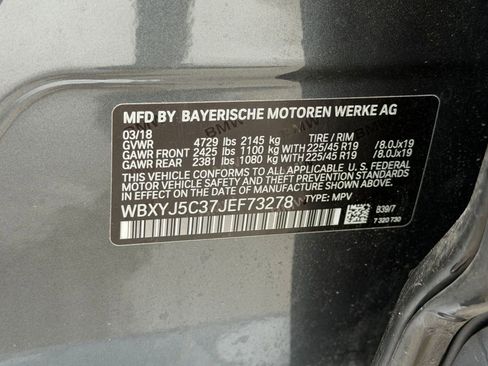 MFD BY BAYERISCHE MOTOREN WERKE AG
03/18
GVWR 4729 lbs 2145 kg TIRE / RIM
GAWR FRONT 2425 lbs 1100 kg WITH 225/45 R19 /8.0Jx19
GAWR REAR 2381 lbs 1080 kg WITH 225/45 R19 /8.0Jx19
THIS VEHICLE CONFORMS TO ALL APPLICABLE U.S. FEDERAL
MOTOR VEHICLE SAFETY, BUMPER, AND THEFT
PREVENTION STANDARDS IN EFFECT ON THE DATE OF
MANUFACTURE SHOWN ABOVE.
WBXYJ5C37JEF73278 TYPE: MPV
B39/7
7 320 730